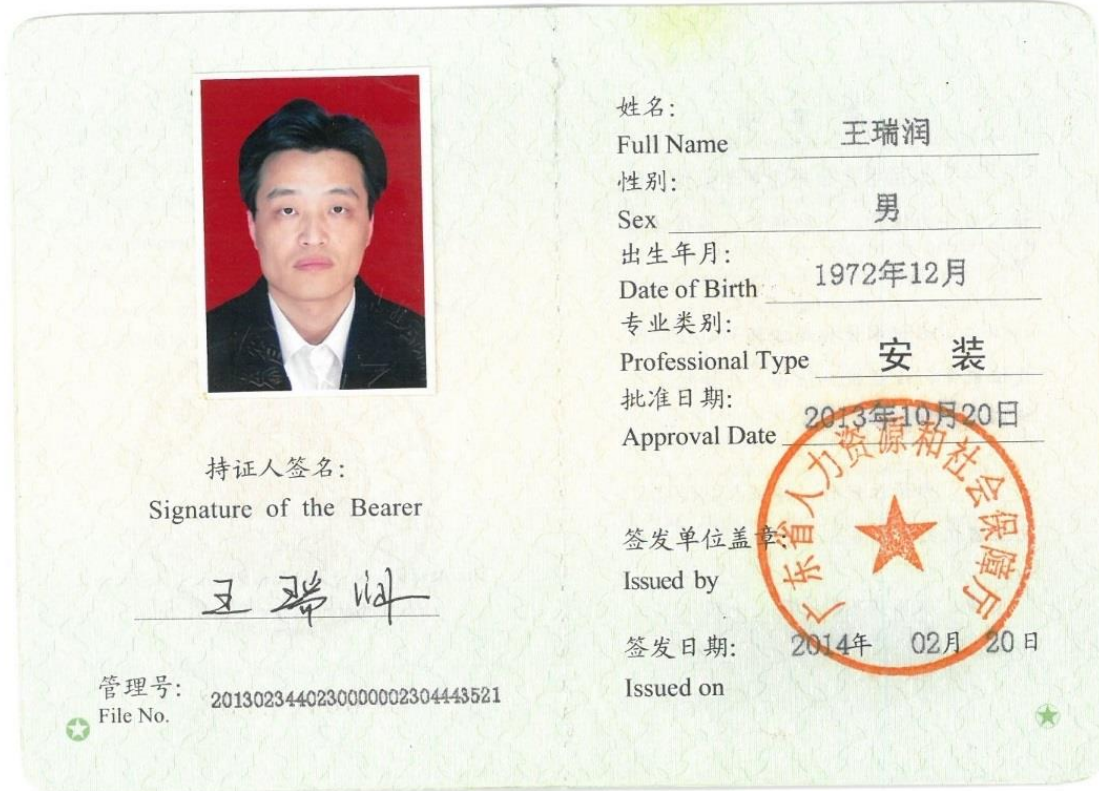 持证人签名:
Signature of the Bearer
王瑞润
管理号:
File No.
2013023440230000002304443521
姓名:
Full Name 王瑞润
性别:
Sex 男
出生年月:
Date of Birth 1972年12月
专业类别:
Professional Type 安 装
批准日期:
Approval Date 2013年10月20日
签发单位盖章:
Issued by
广东省人力资源和社会保障厅
签发日期: 2014年 02月 20日
Issued on